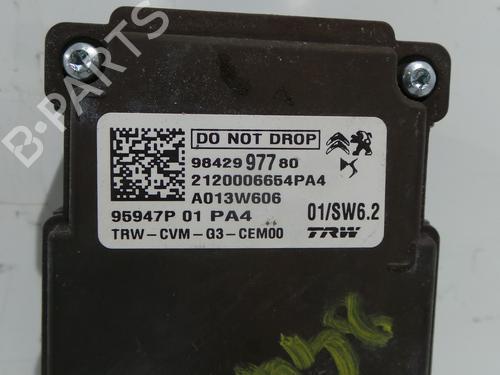 B-PARTS
DO NOT DROP
98429 977 80
2120006654PA4
A013W606
95947P 01 PA4
01/SW6.2
TRW-CVM-G3-CEM00
TRW